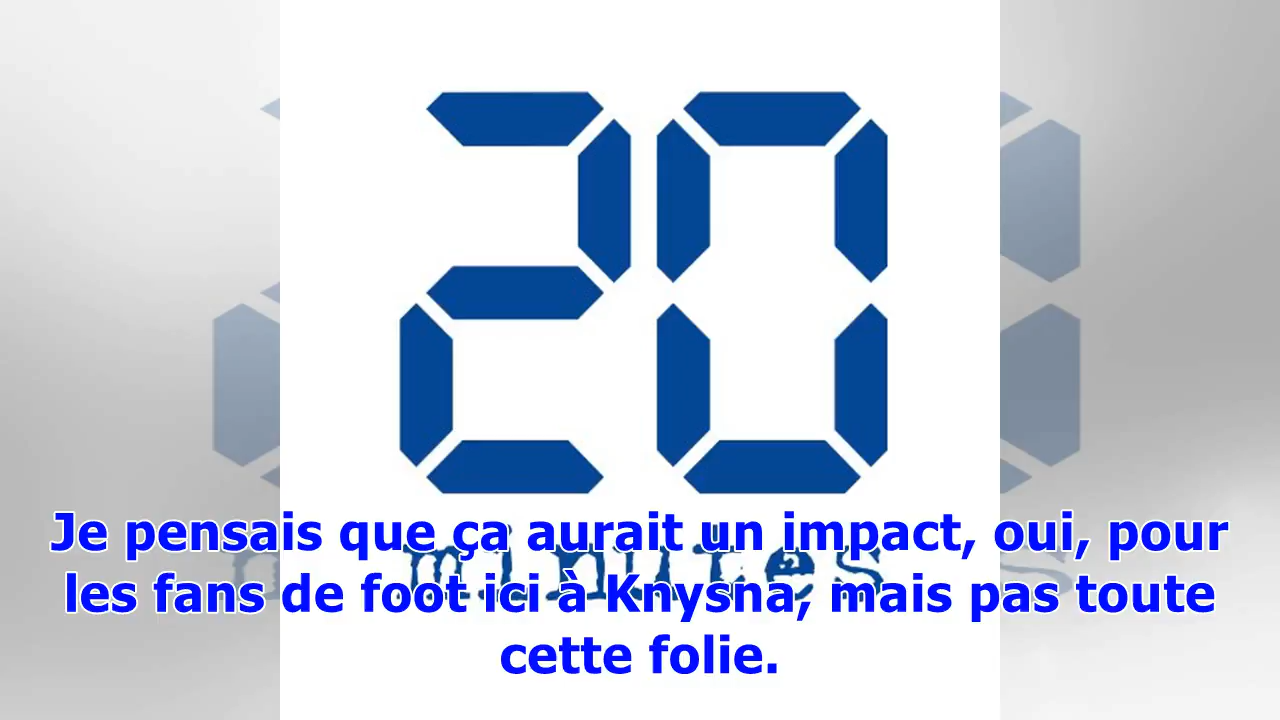 20
minutes
Je pensais que ça aurait un impact, oui, pour
les fans de foot ici à Knysna, mais pas toute
cette folie.